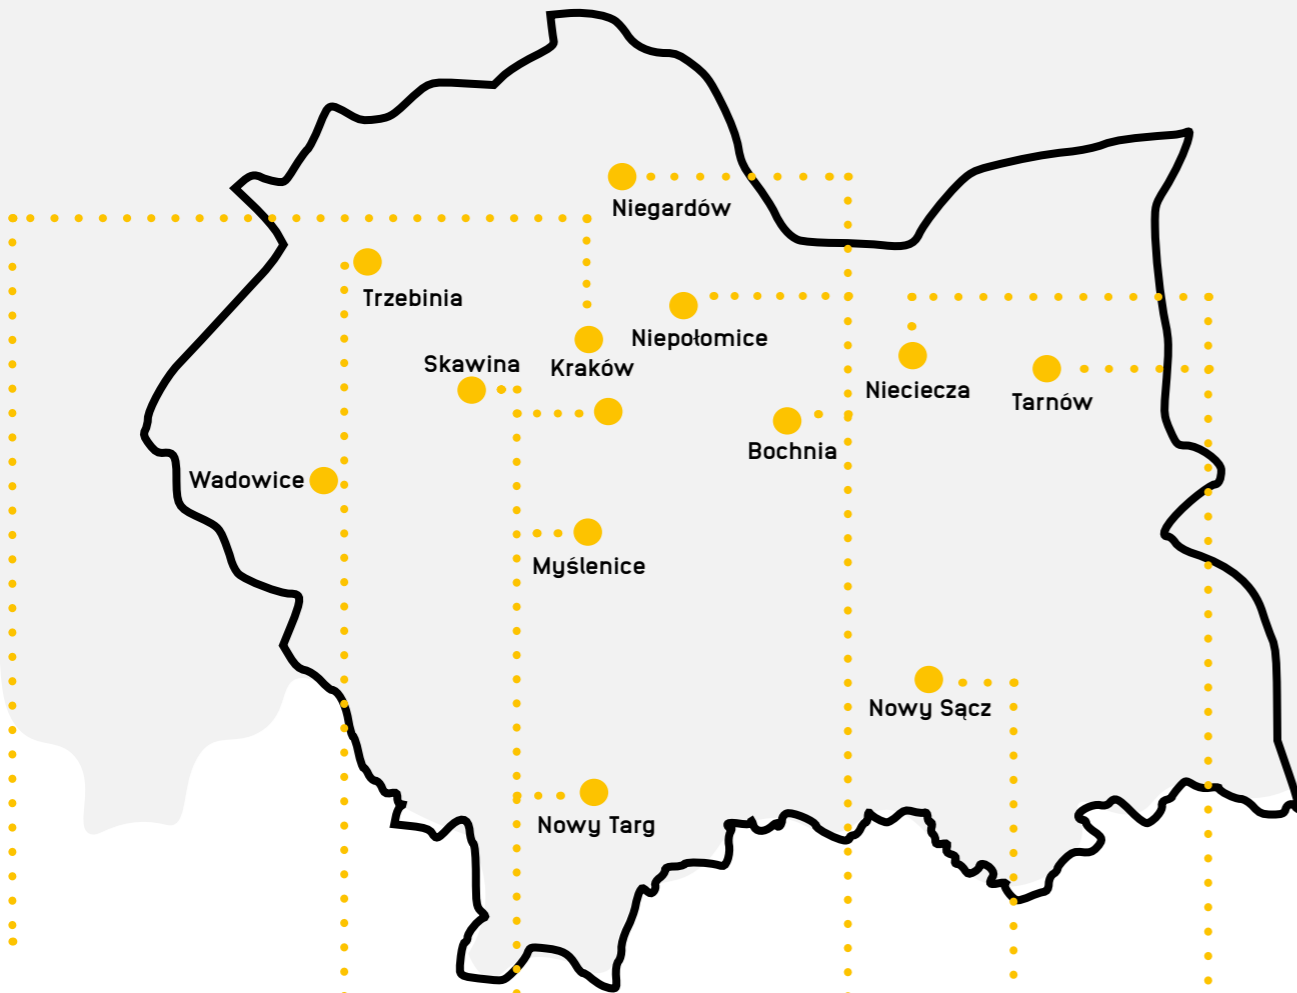 Niegardów
Trzebinia
Niepołomice
Skawina
Kraków
Nieciecza
Tarnów
Bochnia
Wadowice
Myślenice
Nowy Sącz
Nowy Targ